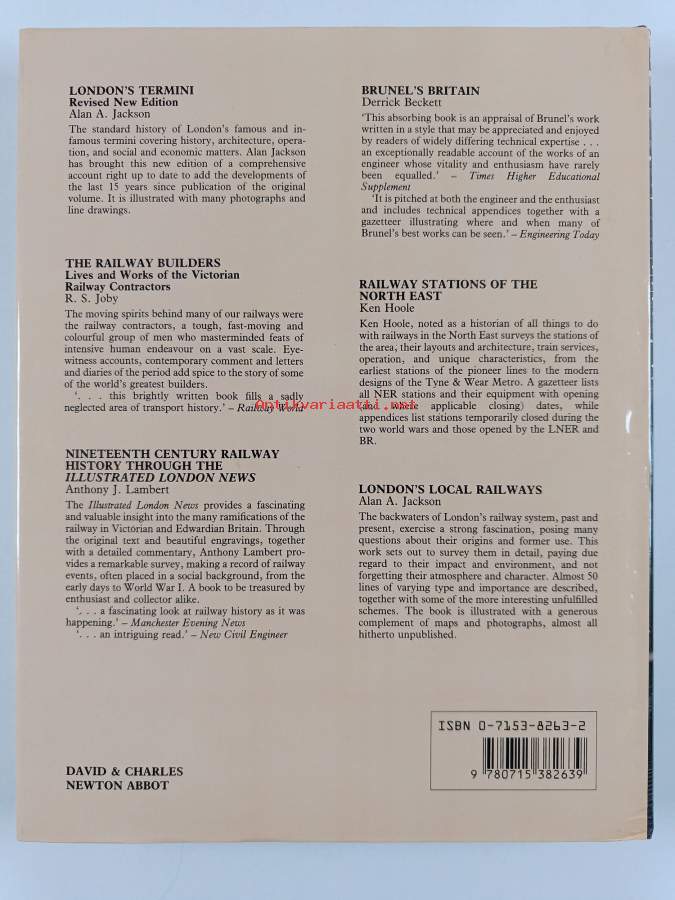 LONDON'S TERMINI
Revised New Edition
Alan A. Jackson
The standard history of London's famous and in-
famous termini covering history, architecture, opera-
tion, and social and economic matters. Alan Jackson
has brought this new edition of a comprehensive
account right up to date to add the developments of
the last 15 years since publication of the original
volume. It is illustrated with many photographs and
line drawings.
THE RAILWAY BUILDERS
Lives and Works of the Victorian
Railway Contractors
R. S. Joby
The moving spirits behind many of our railways were
the railway contractors, a tough, fast-moving and
colourful group of men who masterminded feats of
intensive human endeavour on a vast scale. Eye-
witness accounts, contemporary comment and letters
and diaries of the period add spice to the story of some
of the world's greatest builders.
'. . . this brightly written book fills a sadly
neglected area of transport history.' – Railway World
NINETEENTH CENTURY RAILWAY
HISTORY THROUGH THE
ILLUSTRATED LONDON NEWS
Anthony J. Lambert
The Illustrated London News provides a fascinating
and valuable insight into the many ramifications of the
railway in Victorian and Edwardian Britain. Through
the original text and beautiful engravings, together
with a detailed commentary, Anthony Lambert pro-
vides a remarkable survey, making a record of railway
events, often placed in a social background, from the
early days to World War I. A book to be treasured by
enthusiast and collector alike.
'. . . a fascinating look at railway history as it was
happening.' – Manchester Evening News
'. . . an intriguing read.' – New Civil Engineer
DAVID & CHARLES
NEWTON ABBOT
BRUNEL'S BRITAIN
Derrick Beckett
'This absorbing book is an appraisal of Brunel's work
written in a style that may be appreciated and enjoyed
by readers of widely differing technical expertise . . .
an exceptionally readable account of the works of an
engineer whose vitality and enthusiasm have rarely
been equalled.' – Times Higher Educational
Supplement
'It is pitched at both the engineer and the enthusiast
and includes technical appendices together with a
gazetteer illustrating where and when many of
Brunel's best works can be seen.' – Engineering Today
RAILWAY STATIONS OF THE
NORTH EAST
Ken Hoole
Ken Hoole, noted as a historian of all things to do
with railways in the North East surveys the stations of
the area, their layouts and architecture, train services,
operation, and unique characteristics, from the
earliest stations of the pioneer lines to the modern
designs of the Tyne & Wear Metro. A gazetteer lists
all NER stations and their equipment with opening
(and where applicable closing) dates, while
appendices list stations temporarily closed during the
two world wars and those opened by the LNER and
BR.
LONDON'S LOCAL RAILWAYS
Alan A. Jackson
The backwaters of London's railway system, past and
present, exercise a strong fascination, posing many
questions about their origins and former use. This
work sets out to survey them in detail, paying due
regard to their impact and environment, and not
forgetting their atmosphere and character. Almost 50
lines of varying type and importance are described,
together with some of the more interesting unfulfilled
schemes. The book is illustrated with a generous
complement of maps and photographs, almost all
hitherto unpublished.
ISBN 0-7153-8263-2
9 780715 382639
Antikvariaatti.net